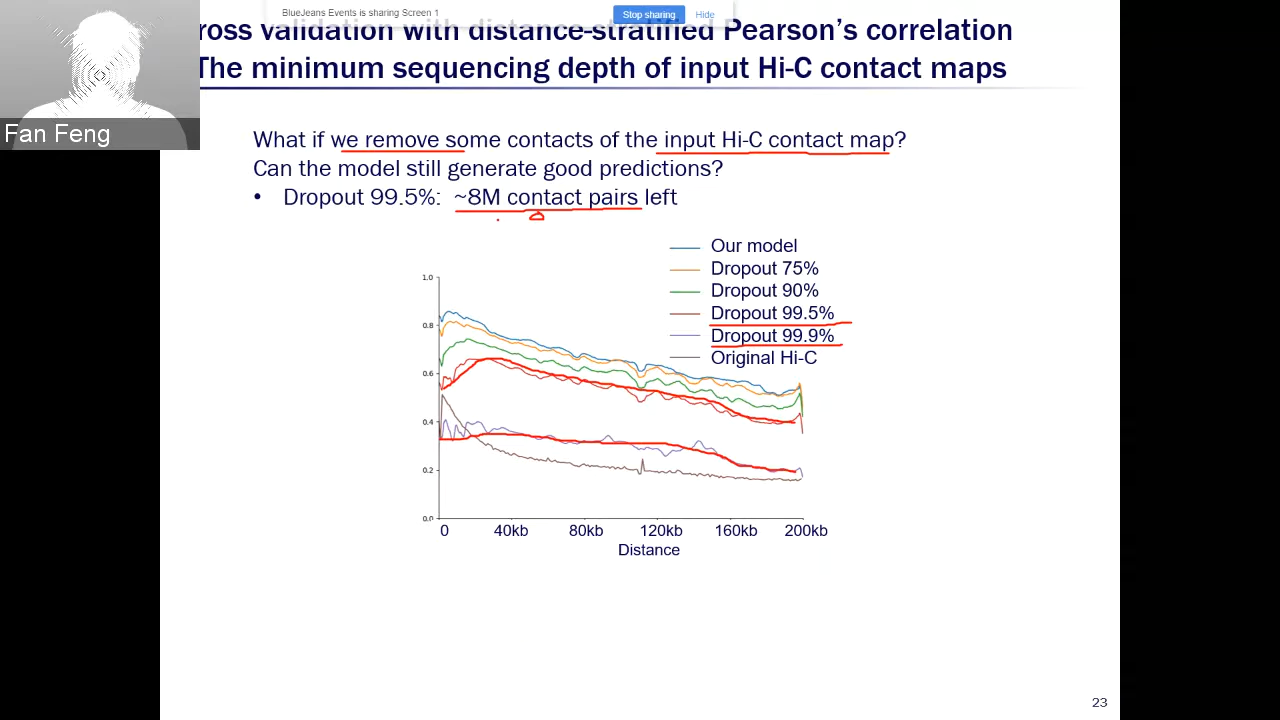 BlueJeans Events is sharing Screen 1
Stop sharing
Hide
ross validation with distance-stratified Pearson's correlation
The minimum sequencing depth of input Hi-C contact maps
Fan Feng
What if we remove some contacts of the input Hi-C contact map?
Can the model still generate good predictions?
• Dropout 99.5%: ~8M contact pairs left
Our model
Dropout 75%
Dropout 90%
Dropout 99.5%
Dropout 99.9%
Original Hi-C
1.0
0.8
0.6
0.4
0.2
0.0
0 40kb 80kb 120kb 160kb 200kb
Distance
23